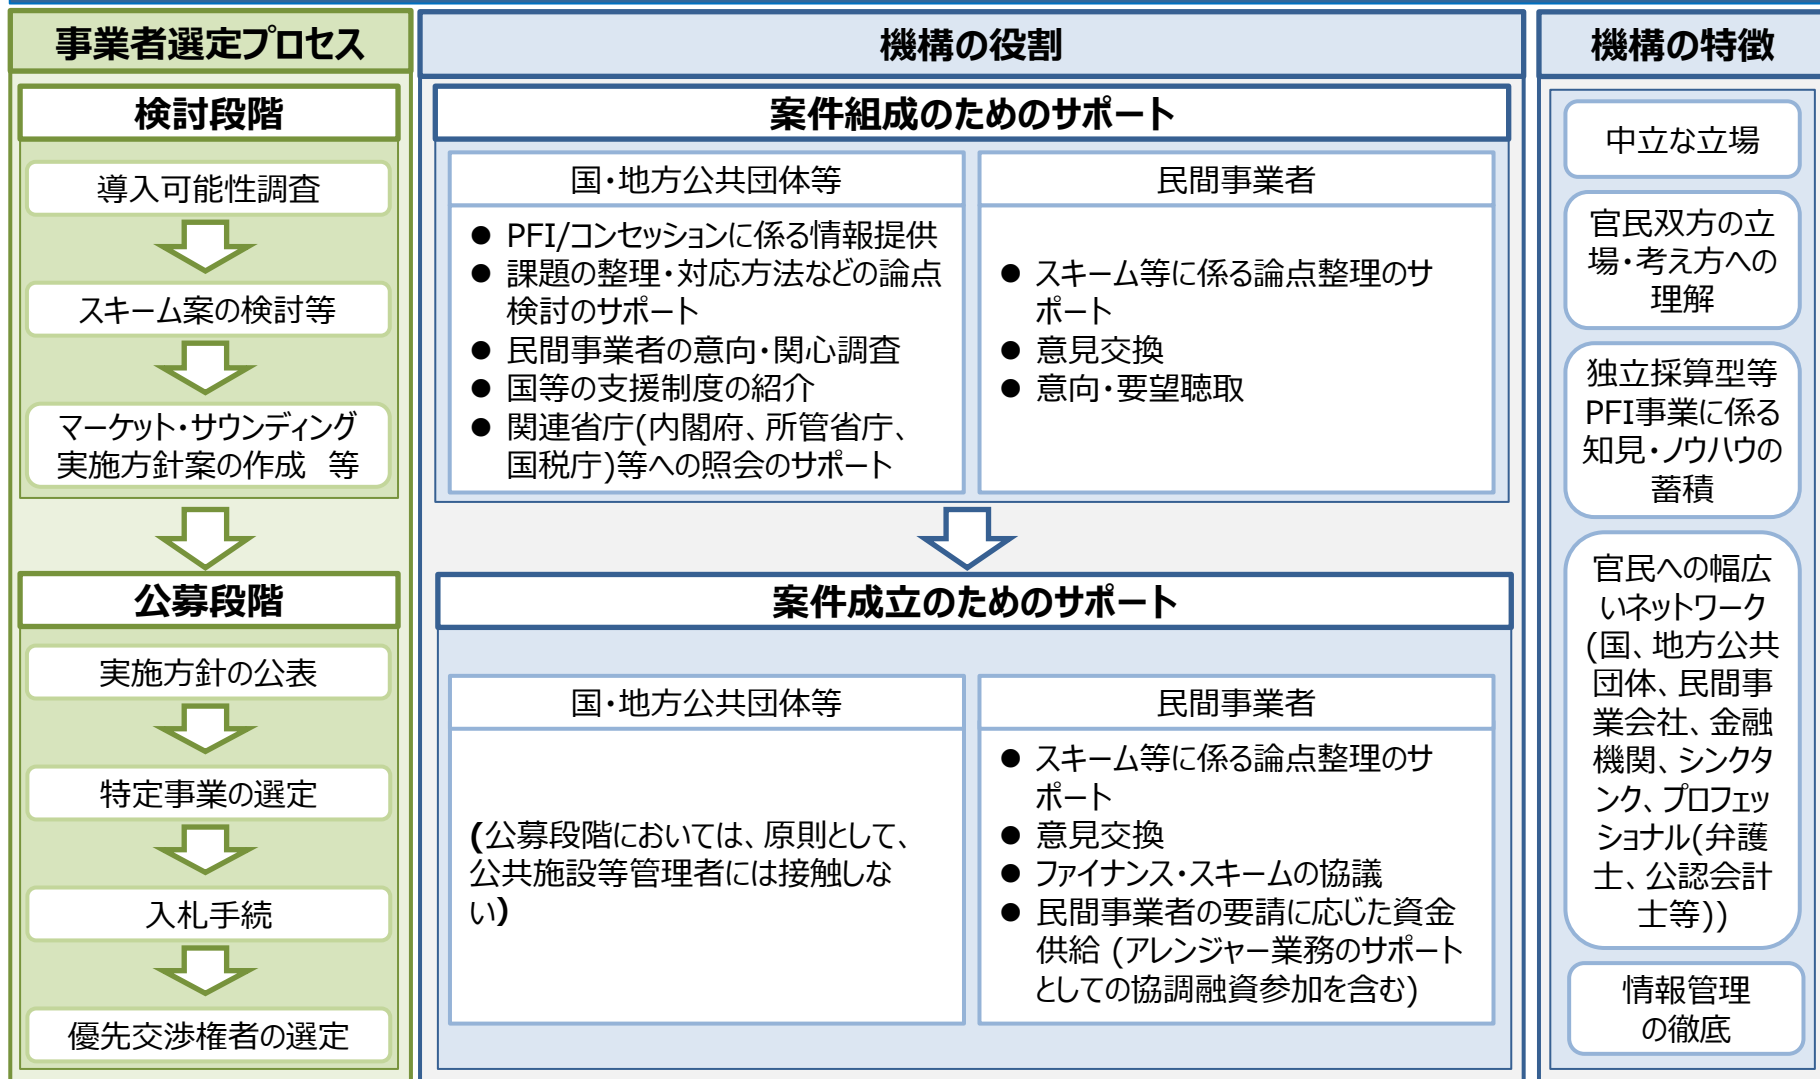 事業者選定プロセス
検討段階
導入可能性調査
スキーム案の検討等
マーケット・サウンディング
実施方針案の作成　等
公募段階
実施方針の公表
特定事業の選定
入札手続
優先交渉権者の選定
機構の役割
案件組成のためのサポート
国・地方公共団体等
● PFI/コンセッションに係る情報提供
● 課題の整理・対応方法などの論点
検討のサポート
● 民間事業者の意向・関心調査
● 国等の支援制度の紹介
● 関連省庁(内閣府、所管省庁、
国税庁)等への照会のサポート
民間事業者
● スキーム等に係る論点整理のサ
ポート
● 意見交換
● 意向・要望聴取
案件成立のためのサポート
国・地方公共団体等
(公募段階においては、原則として、
公共施設等管理者には接触しな
い)
民間事業者
● スキーム等に係る論点整理のサ
ポート
● 意見交換
● ファイナンス・スキームの協議
● 民間事業者の要請に応じた資金
供給 (アレンジャー業務のサポート
としての協調融資参加を含む)
機構の特徴
中立な立場
官民双方の立
場・考え方への
理解
独立採算型等
PFI事業に係る
知見・ノウハウの
蓄積
官民への幅広
いネットワーク
(国、地方公共
団体、民間事
業会社、金融
機関、シンクタ
ンク、プロフェッ
ショナル(弁護
士、公認会計
士等))
情報管理
の徹底